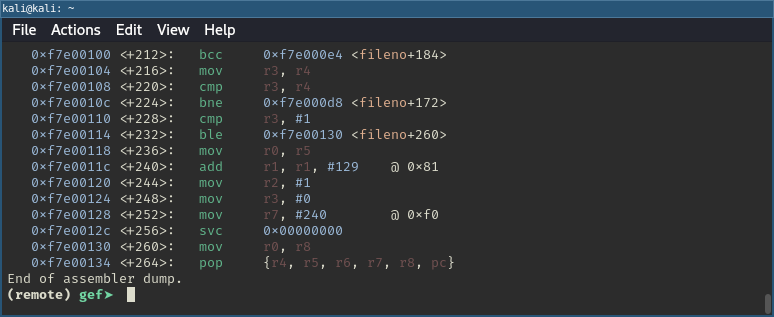 kali@kali: ~
File Actions Edit View Help
0×f7e00100 <+212>: bcc 0×f7e000e4 <fileno+184>
0×f7e00104 <+216>: mov r3, r4
0×f7e00108 <+220>: cmp r3, r4
0×f7e0010c <+224>: bne 0×f7e000d8 <fileno+172>
0×f7e00110 <+228>: cmp r3, #1
0×f7e00114 <+232>: ble 0×f7e00130 <fileno+260>
0×f7e00118 <+236>: mov r0, r5
0×f7e0011c <+240>: add r1, r1, #129 @ 0×81
0×f7e00120 <+244>: mov r2, #1
0×f7e00124 <+248>: mov r3, #0
0×f7e00128 <+252>: mov r7, #240 @ 0×f0
0×f7e0012c <+256>: svc 0×00000000
0×f7e00130 <+260>: mov r0, r8
0×f7e00134 <+264>: pop {r4, r5, r6, r7, r8, pc}
End of assembler dump.
(remote) gef➤